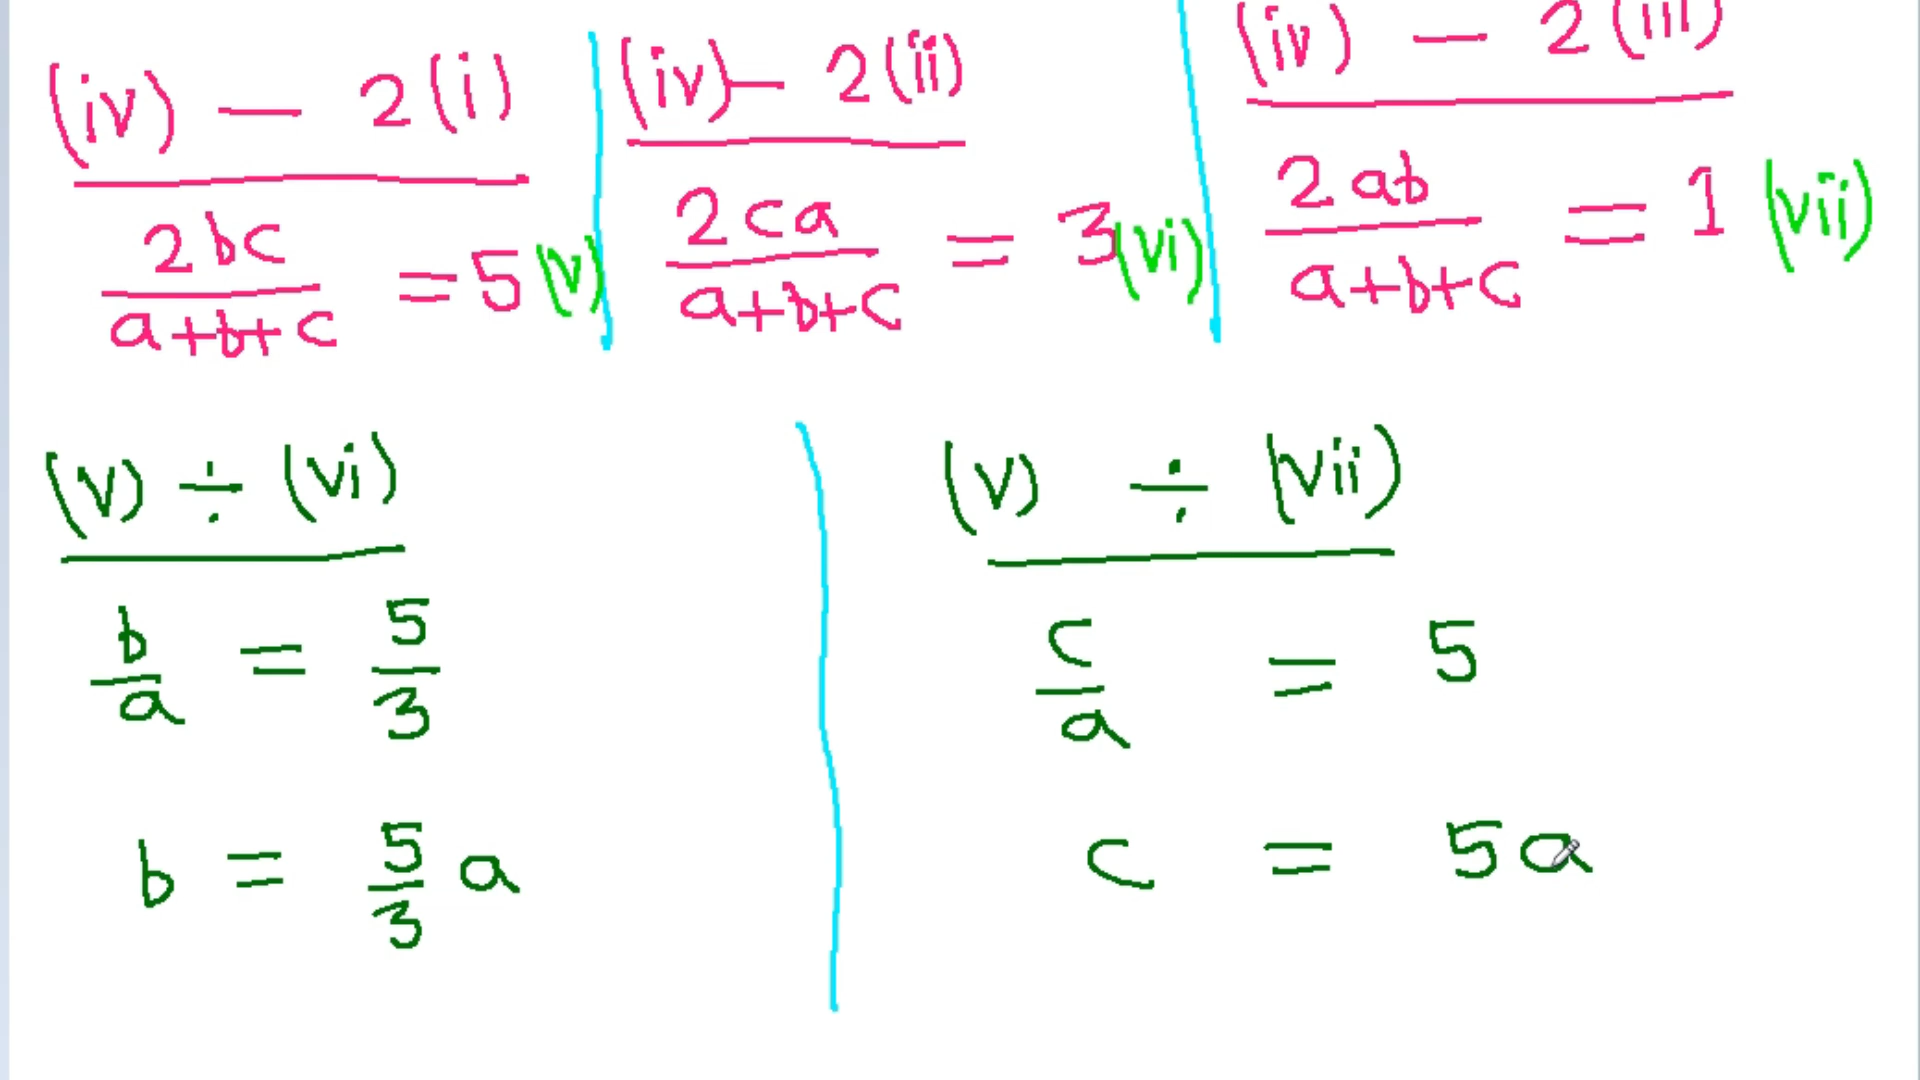 (iv) — 2(i)
2bc
a+b+c
= 5 (v)
(iv) — 2(ii)
2ca
a+b+c
= 3 (vi)
(iv) — 2(iii)
2ab
a+b+c
= 1 (vii)
(v) ÷ (vi)
b/a = 5/3
b = 5/3 a
(v) ÷ (vii)
c/a = 5
c = 5a